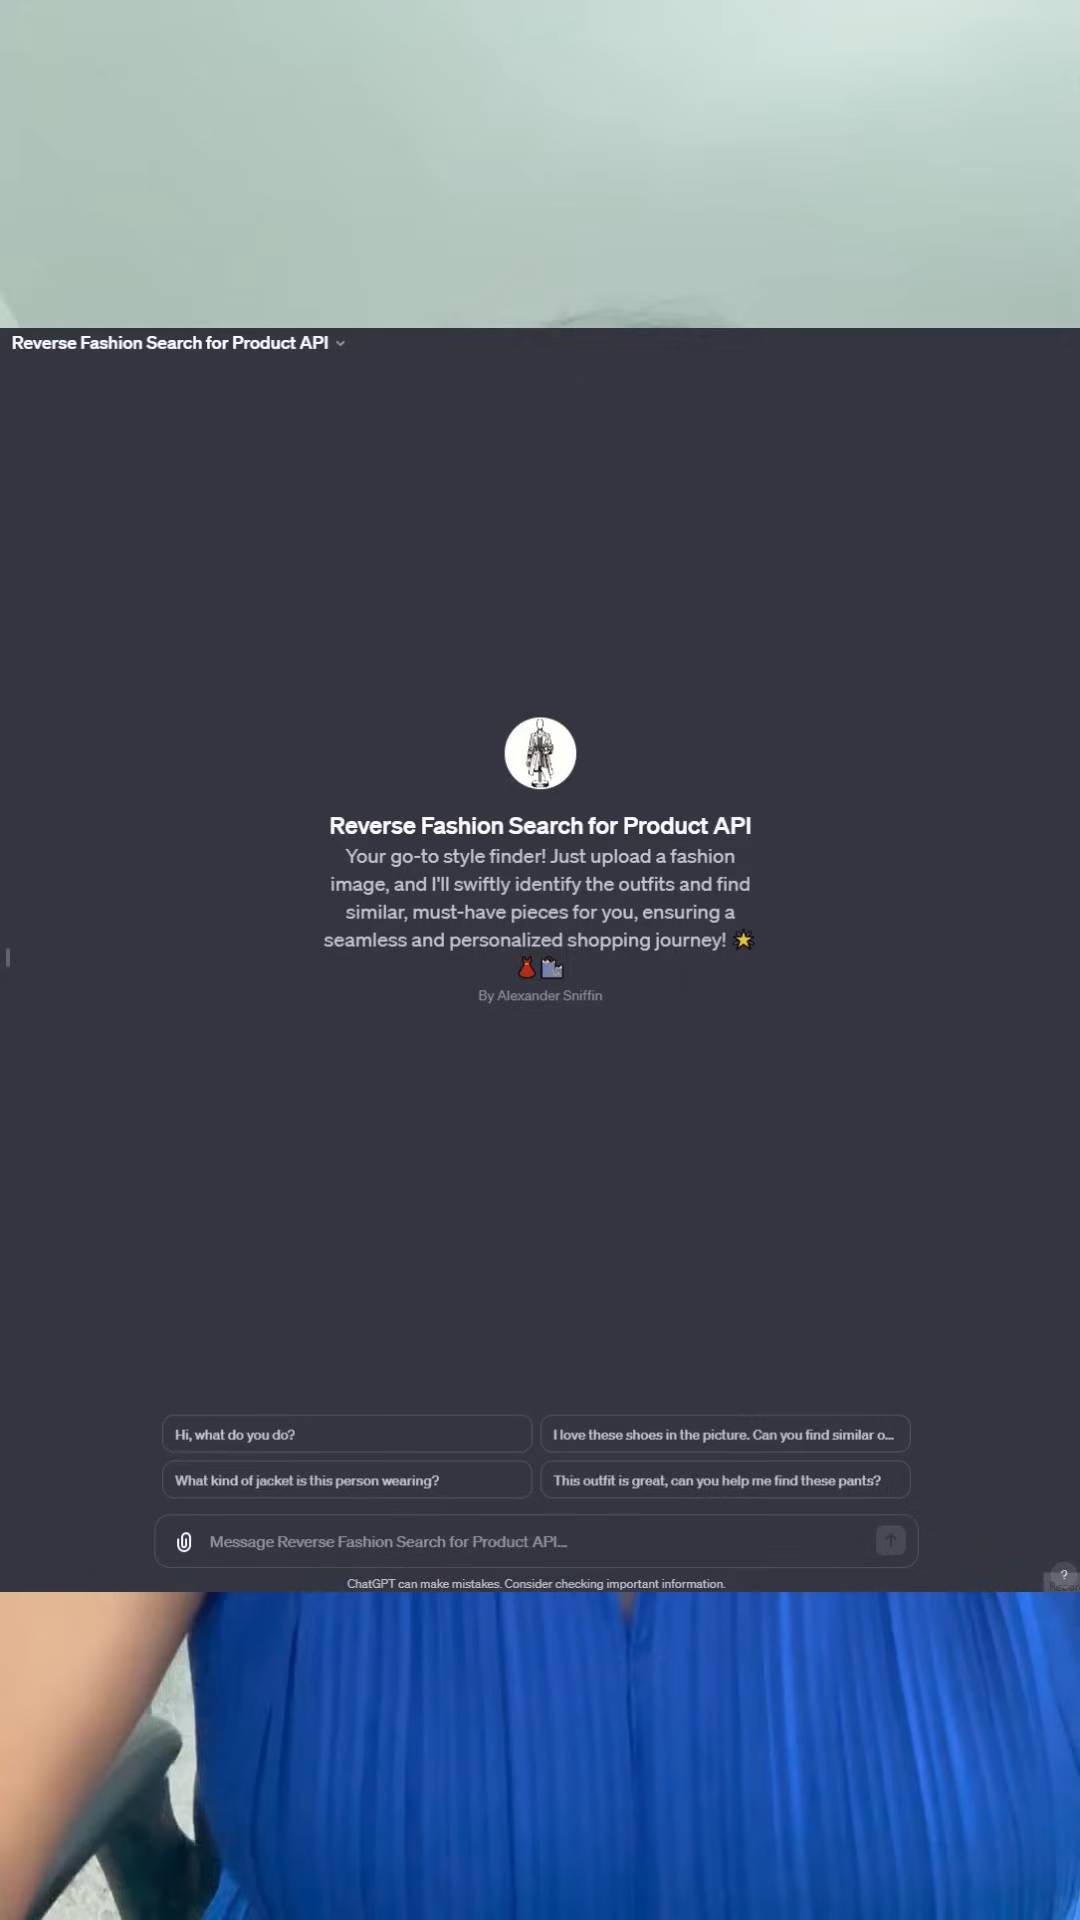 Reverse Fashion Search for Product API
Reverse Fashion Search for Product API
Your go-to style finder! Just upload a fashion
image, and I'll swiftly identify the outfits and find
similar, must-have pieces for you, ensuring a
seamless and personalized shopping journey! 🌟
👗🛍️
By Alexander Sniffin
Hi, what do you do?
I love these shoes in the picture. Can you find similar o...
What kind of jacket is this person wearing?
This outfit is great, can you help me find these pants?
Message Reverse Fashion Search for Product API...
ChatGPT can make mistakes. Consider checking important information.
?